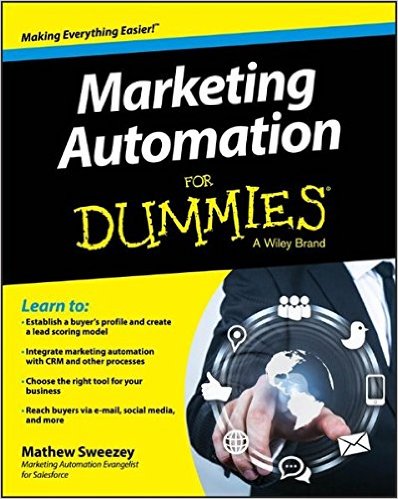 Making Everything Easier!™
Marketing
Automation
FOR
DUMMIES®
A Wiley Brand
Learn to:
• Establish a buyer's profile and create
a lead scoring model
• Integrate marketing automation
with CRM and other processes
• Choose the right tool for your
business
• Reach buyers via e-mail, social media,
and more
Mathew Sweezey
Marketing Automation Evangelist
for Salesforce